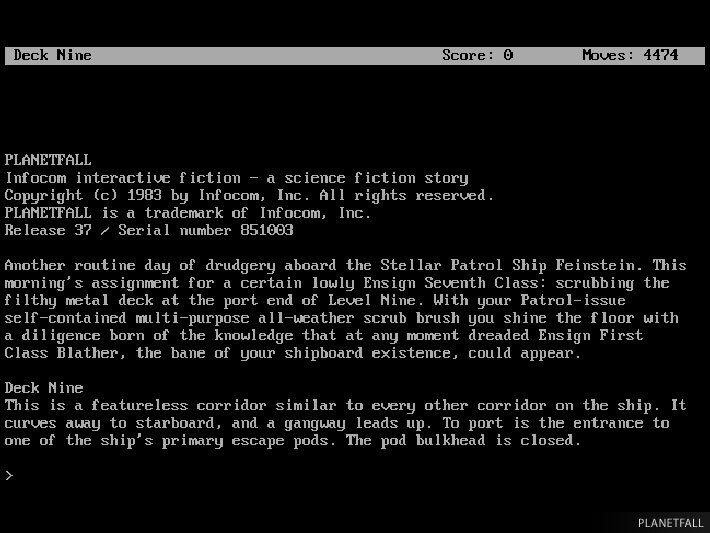 Deck Nine Score: 0 Moves: 4474
PLANETFALL
Infocom interactive fiction - a science fiction story
Copyright (c) 1983 by Infocom, Inc. All rights reserved.
PLANETFALL is a trademark of Infocom, Inc.
Release 37 / Serial number 851003
Another routine day of drudgery aboard the Stellar Patrol Ship Feinstein. This
morning's assignment for a certain lowly Ensign Seventh Class: scrubbing the
filthy metal deck at the port end of Level Nine. With your Patrol-issue
self-contained multi-purpose all-weather scrub brush you shine the floor with
a diligence born of the knowledge that at any moment dreaded Ensign First
Class Blather, the bane of your shipboard existence, could appear.
Deck Nine
This is a featureless corridor similar to every other corridor on the ship. It
curves away to starboard, and a gangway leads up. To port is the entrance to
one of the ship's primary escape pods. The pod bulkhead is closed.
>
PLANETFALL